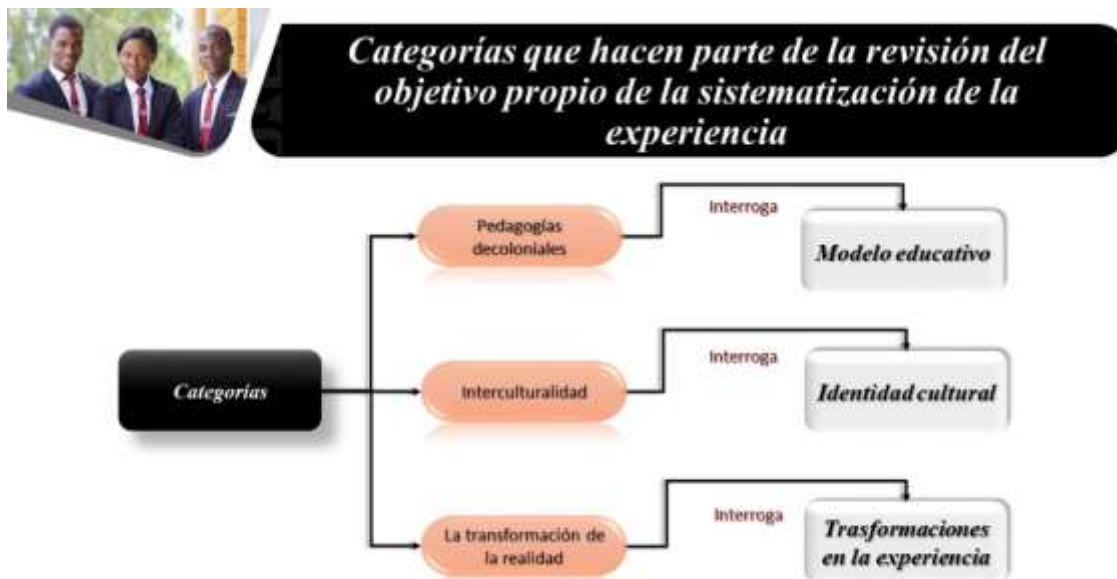 Categorías que hacen parte de la revisión del
objetivo propio de la sistematización de la
experiencia
Pedagogías
decoloniales
Interroga
Modelo educativo
Categorías
Interculturalidad
Interroga
Identidad cultural
La transformación de
la realidad
Interroga
Trasformaciones
en la experiencia